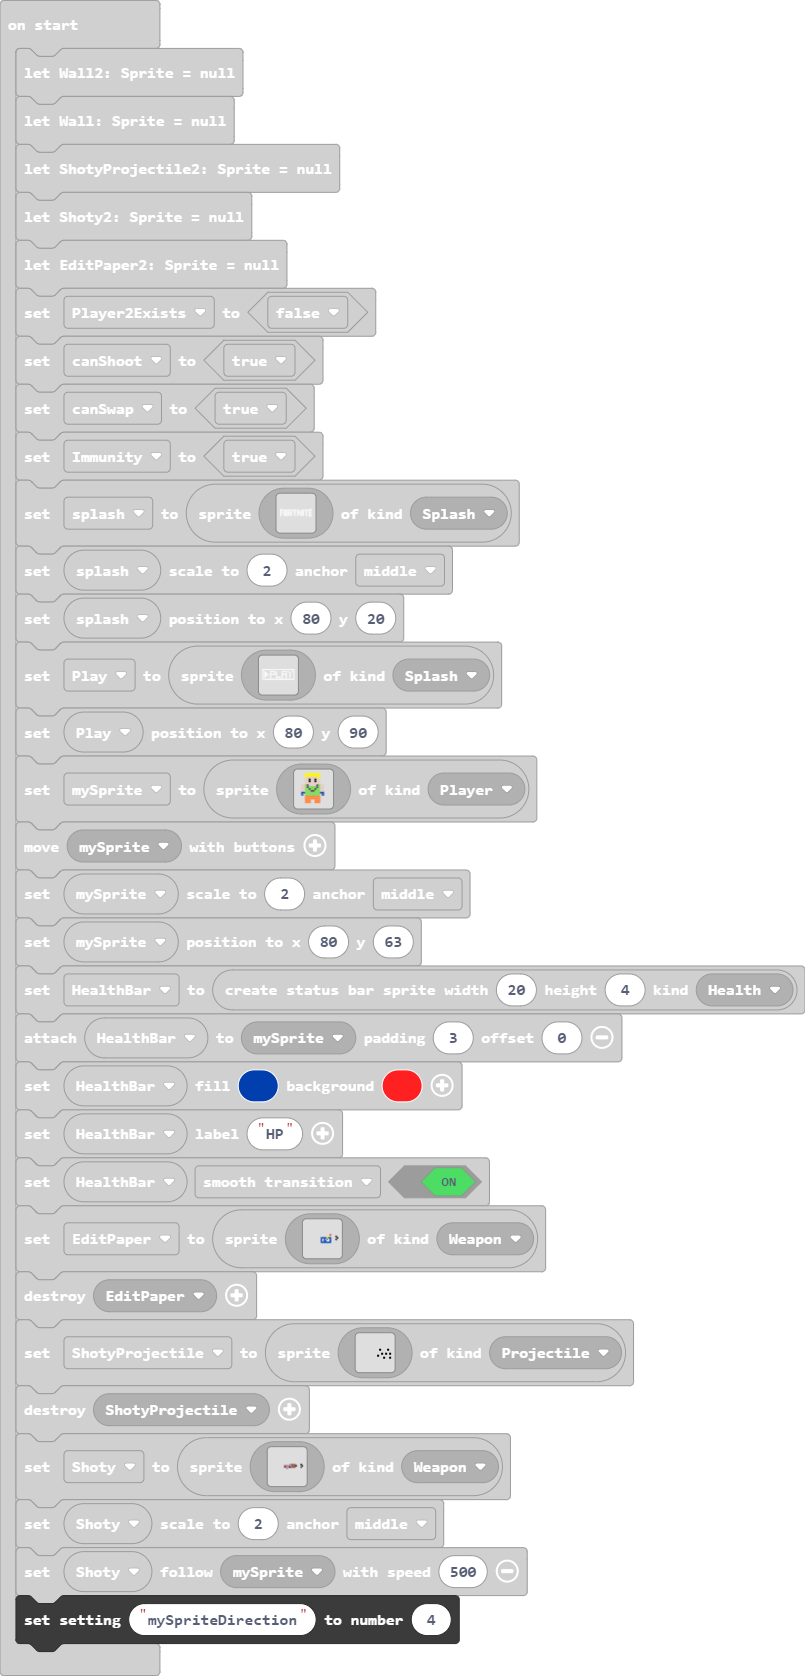 on start
let Wall2: Sprite = null
let Wall: Sprite = null
let ShotyProjectile2: Sprite = null
let Shoty2: Sprite = null
let EditPaper2: Sprite = null
set Player2Exists to false
set canShoot to true
set canSwap to true
set Immunity to true
set splash to sprite FORTNITE of kind Splash
set splash scale to 2 anchor middle
set splash position to x 80 y 20
set Play to sprite PLAY of kind Splash
set Play position to x 80 y 90
set mySprite to sprite of kind Player
move mySprite with buttons
set mySprite scale to 2 anchor middle
set mySprite position to x 80 y 63
set HealthBar to create status bar sprite width 20 height 4 kind Health
attach HealthBar to mySprite padding 3 offset 0
set HealthBar fill background
set HealthBar label "HP"
set HealthBar smooth transition ON
set EditPaper to sprite of kind Weapon
destroy EditPaper
set ShotyProjectile to sprite of kind Projectile
destroy ShotyProjectile
set Shoty to sprite of kind Weapon
set Shoty scale to 2 anchor middle
set Shoty follow mySprite with speed 500
set setting "mySpriteDirection" to number 4